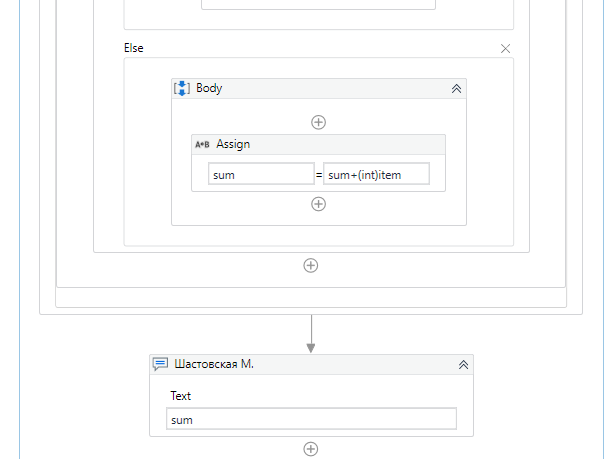 Else
Body
A+B Assign
sum = sum+(int)item
Шастовская М.
Text
sum